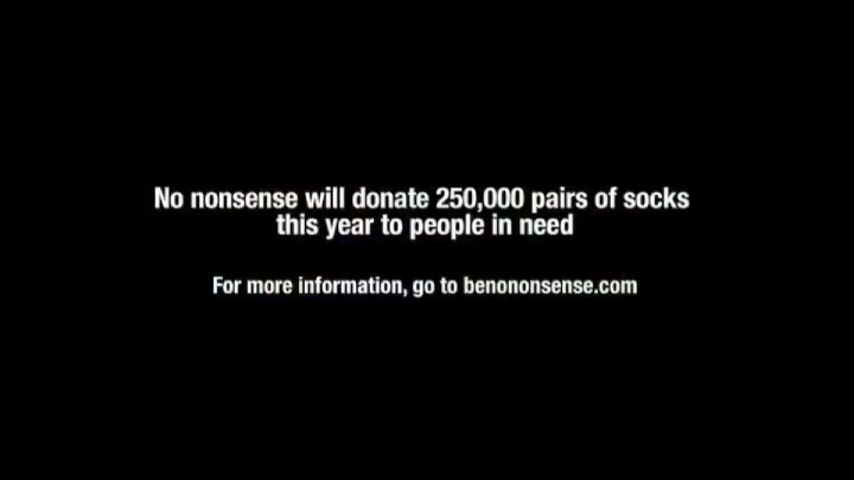 No nonsense will donate 250,000 pairs of socks
this year to people in need
For more information, go to benononsense.com